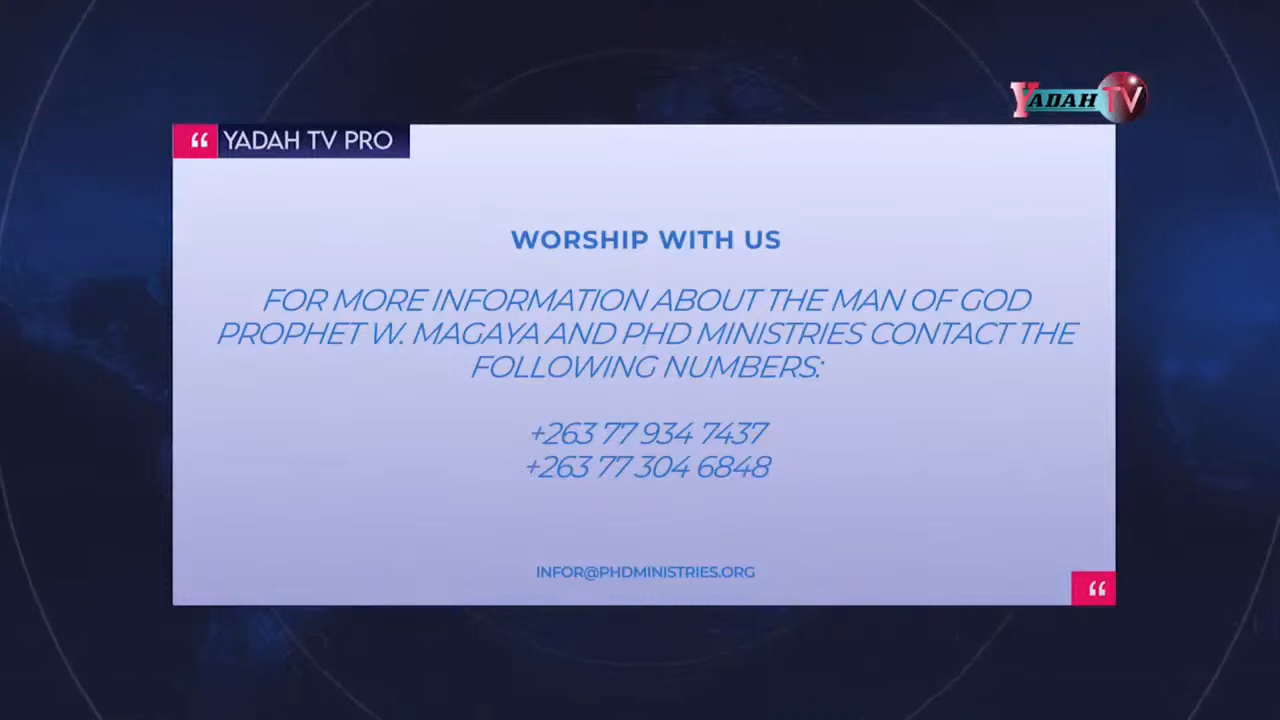 YADAH TV
YADAH TV PRO
WORSHIP WITH US
FOR MORE INFORMATION ABOUT THE MAN OF GOD
PROPHET W. MAGAYA AND PHD MINISTRIES CONTACT THE
FOLLOWING NUMBERS:
+263 77 934 7437
+263 77 304 6848
INFOR@PHDMINISTRIES.ORG